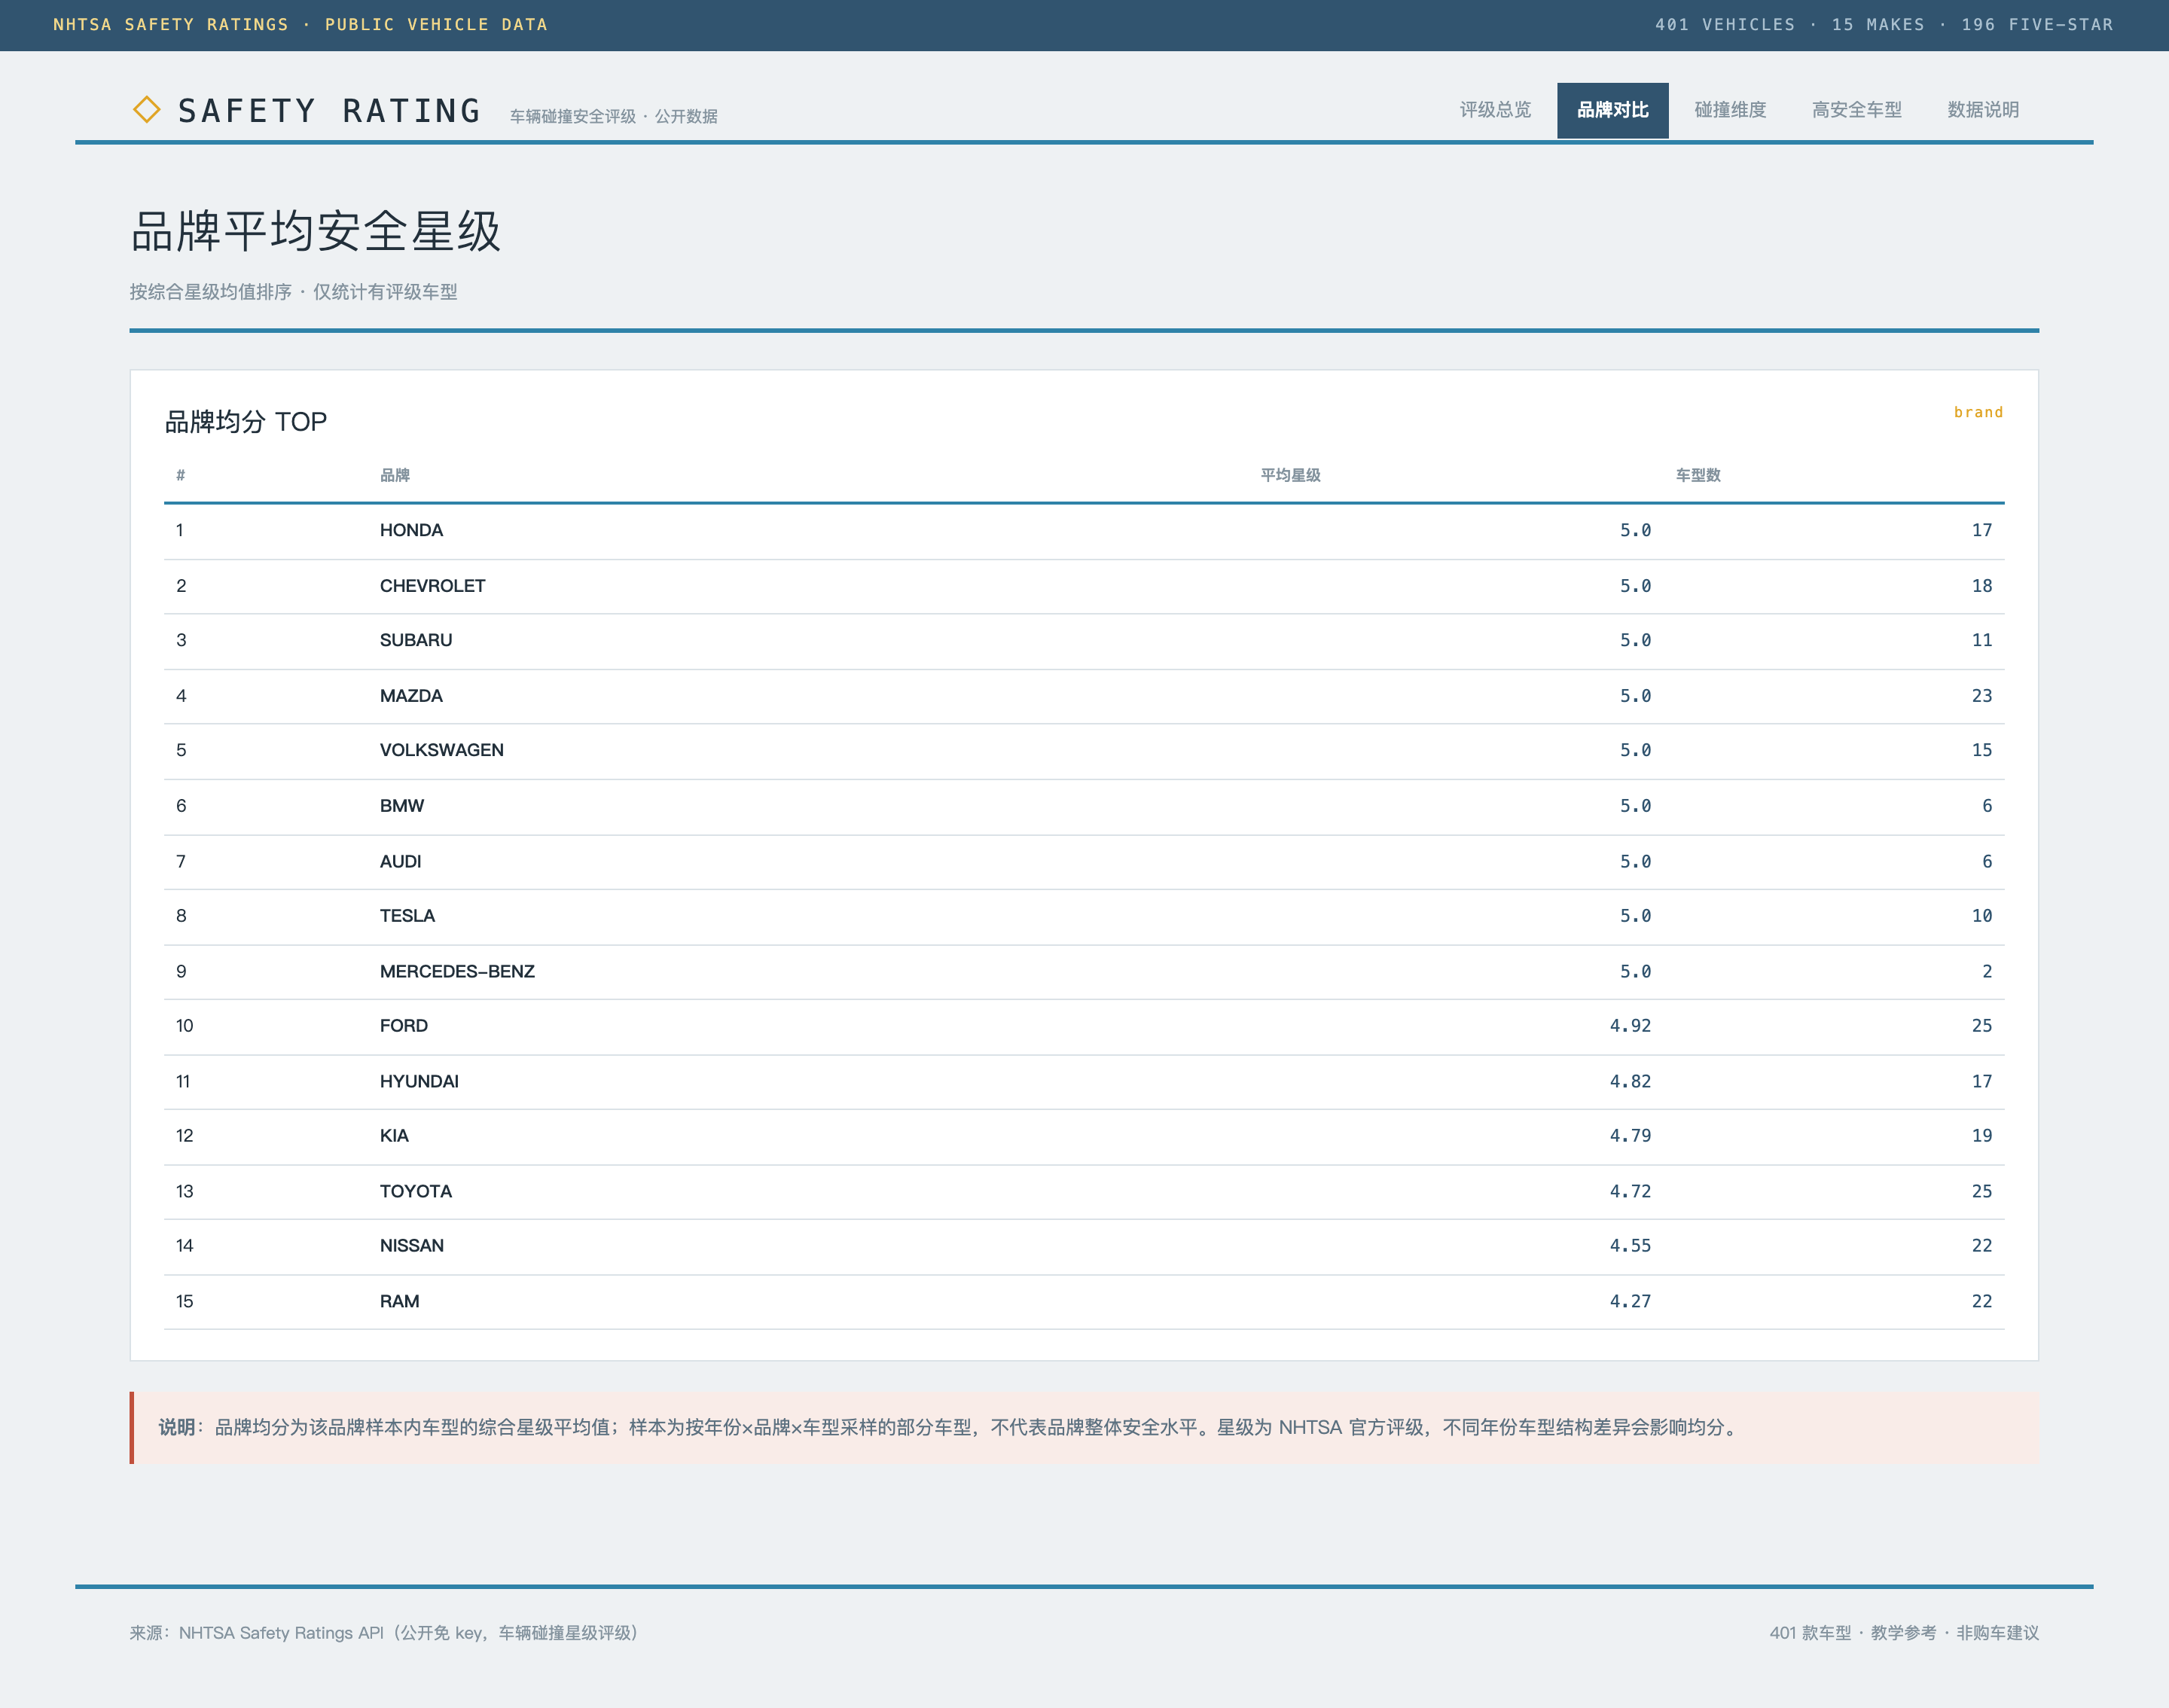 NHTSA SAFETY RATINGS · PUBLIC VEHICLE DATA
401 VEHICLES · 15 MAKES · 196 FIVE-STAR
SAFETY RATING 车辆碰撞安全评级 · 公开数据
评级总览 品牌对比 碰撞维度 高安全车型 数据说明
品牌平均安全星级
按综合星级均值排序 · 仅统计有评级车型
品牌均分 TOP
brand
# 品牌 平均星级 车型数
1 HONDA 5.0 17
2 CHEVROLET 5.0 18
3 SUBARU 5.0 11
4 MAZDA 5.0 23
5 VOLKSWAGEN 5.0 15
6 BMW 5.0 6
7 AUDI 5.0 6
8 TESLA 5.0 10
9 MERCEDES-BENZ 5.0 2
10 FORD 4.92 25
11 HYUNDAI 4.82 17
12 KIA 4.79 19
13 TOYOTA 4.72 25
14 NISSAN 4.55 22
15 RAM 4.27 22
说明：品牌均分为该品牌样本内车型的综合星级平均值；样本为按年份×品牌×车型采样的部分车型，不代表品牌整体安全水平。星级为 NHTSA 官方评级，不同年份车型结构差异会影响均分。
来源：NHTSA Safety Ratings API（公开免 key，车辆碰撞星级评级）
401 款车型 · 教学参考 · 非购车建议